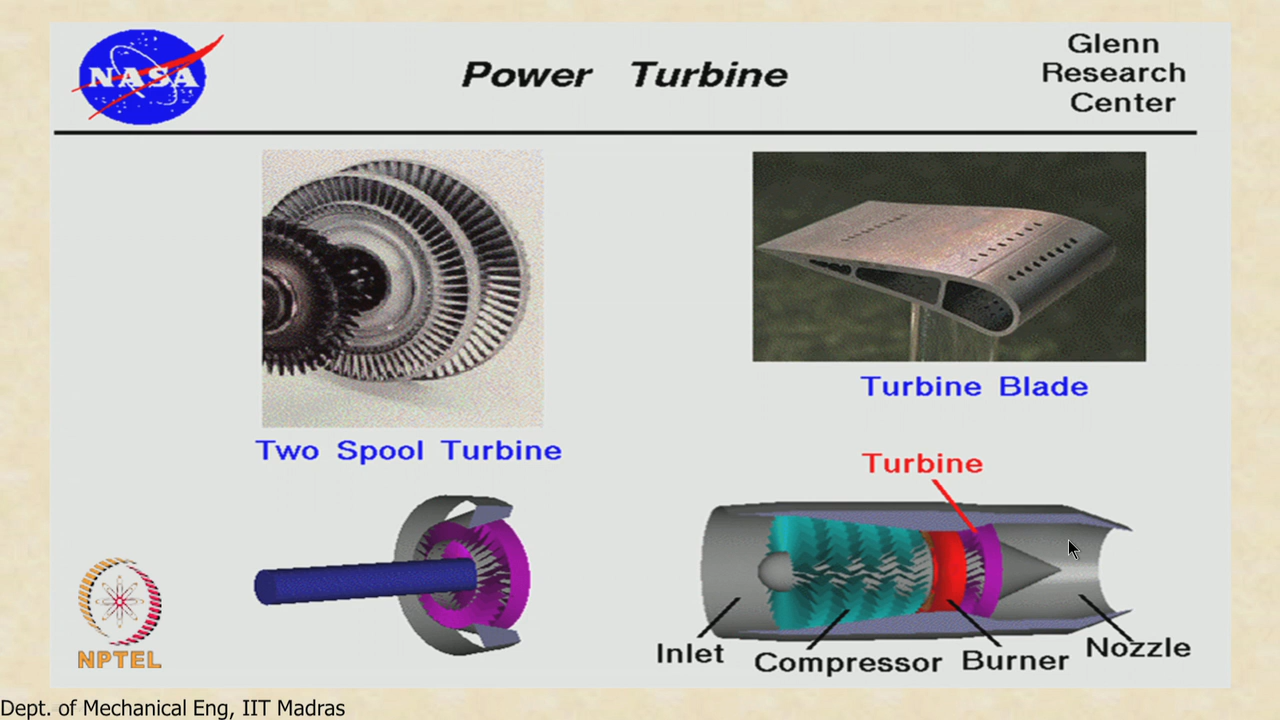 NASA
Power Turbine
Glenn
Research
Center
Two Spool Turbine
Turbine Blade
Turbine
Inlet
Compressor
Burner
Nozzle
NPTEL
Dept. of Mechanical Eng, IIT Madras